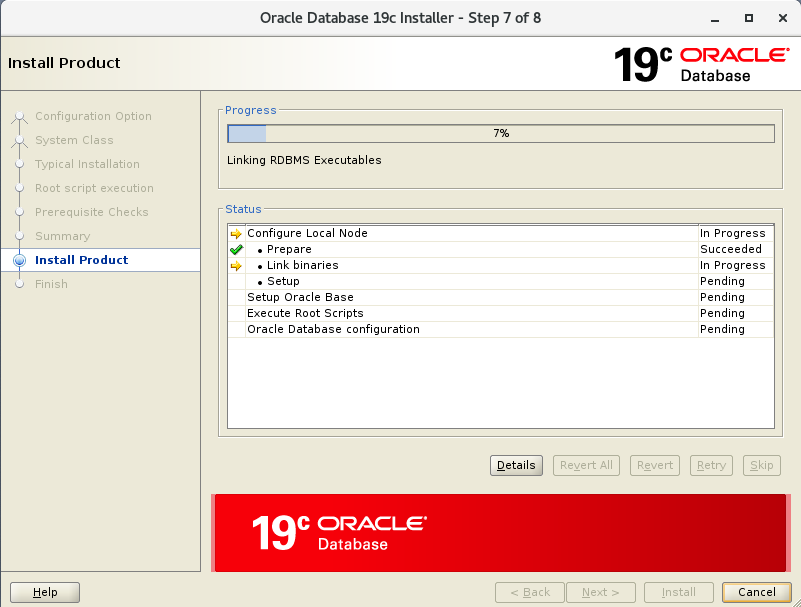 Oracle Database 19c Installer - Step 7 of 8
Install Product
19c ORACLE
Database
Configuration Option
System Class
Typical Installation
Root script execution
Prerequisite Checks
Summary
Install Product
Finish
Progress
7%
Linking RDBMS Executables
Status
Configure Local Node In Progress
• Prepare Succeeded
• Link binaries In Progress
• Setup Pending
Setup Oracle Base Pending
Execute Root Scripts Pending
Oracle Database configuration Pending
Details Revert All Revert Retry Skip
19c ORACLE
Database
Help < Back Next > Install Cancel